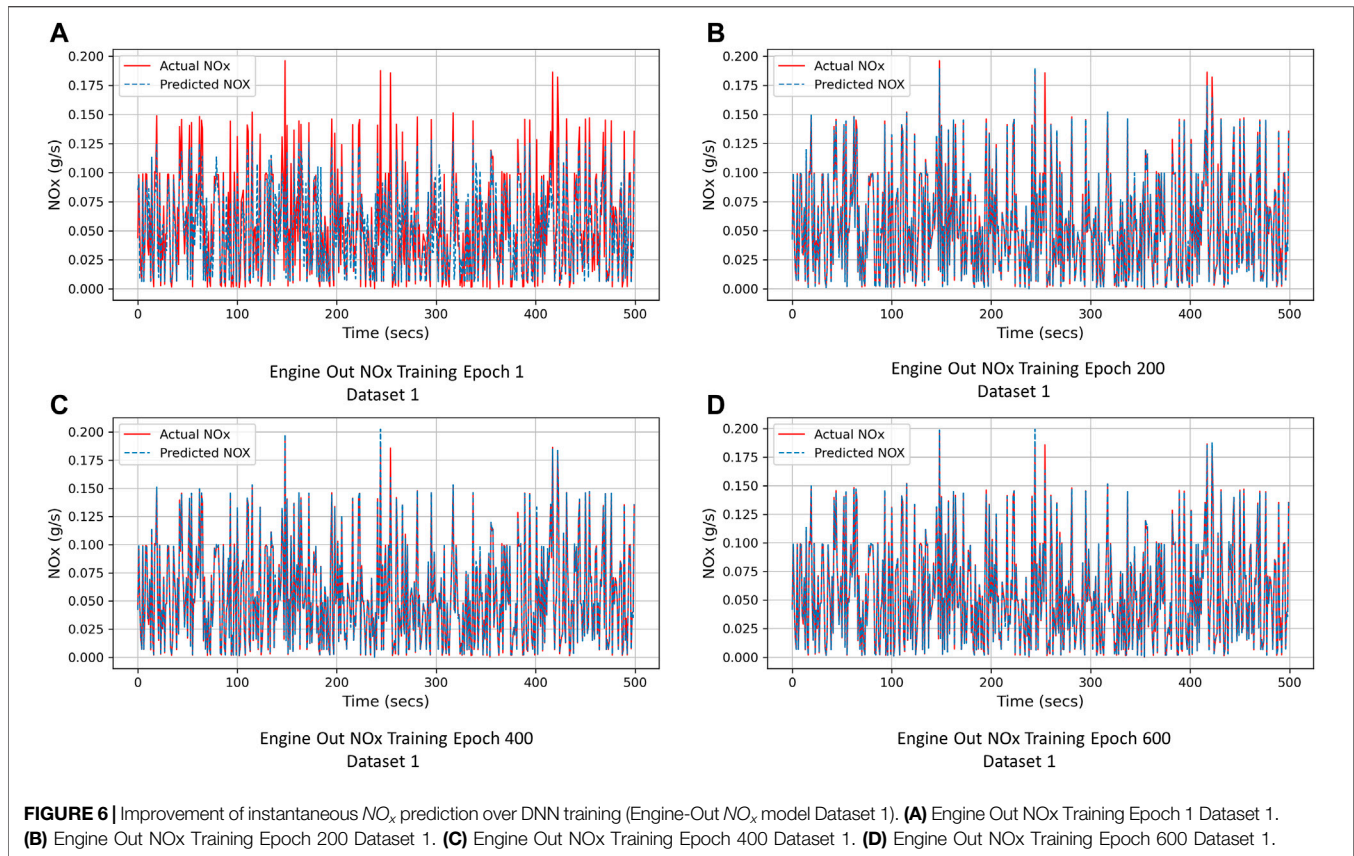 A
0.200
0.175
0.150
0.125
0.100
0.075
0.050
0.025
0.000
NOx (g/s)
Actual NOx
Predicted NOX
0 100 200 300 400 500
Time (secs)
Engine Out NOx Training Epoch 1
Dataset 1
B
0.200
0.175
0.150
0.125
0.100
0.075
0.050
0.025
0.000
NOx (g/s)
Actual NOx
Predicted NOX
0 100 200 300 400 500
Time (secs)
Engine Out NOx Training Epoch 200
Dataset 1
C
0.200
0.175
0.150
0.125
0.100
0.075
0.050
0.025
0.000
NOx (g/s)
Actual NOx
Predicted NOX
0 100 200 300 400 500
Time (secs)
Engine Out NOx Training Epoch 400
Dataset 1
D
0.200
0.175
0.150
0.125
0.100
0.075
0.050
0.025
0.000
NOx (g/s)
Actual NOx
Predicted NOX
0 100 200 300 400 500
Time (secs)
Engine Out NOx Training Epoch 600
Dataset 1
FIGURE 6 | Improvement of instantaneous NOx prediction over DNN training (Engine-Out NOx model Dataset 1). (A) Engine Out NOx Training Epoch 1 Dataset 1.
(B) Engine Out NOx Training Epoch 200 Dataset 1. (C) Engine Out NOx Training Epoch 400 Dataset 1. (D) Engine Out NOx Training Epoch 600 Dataset 1.